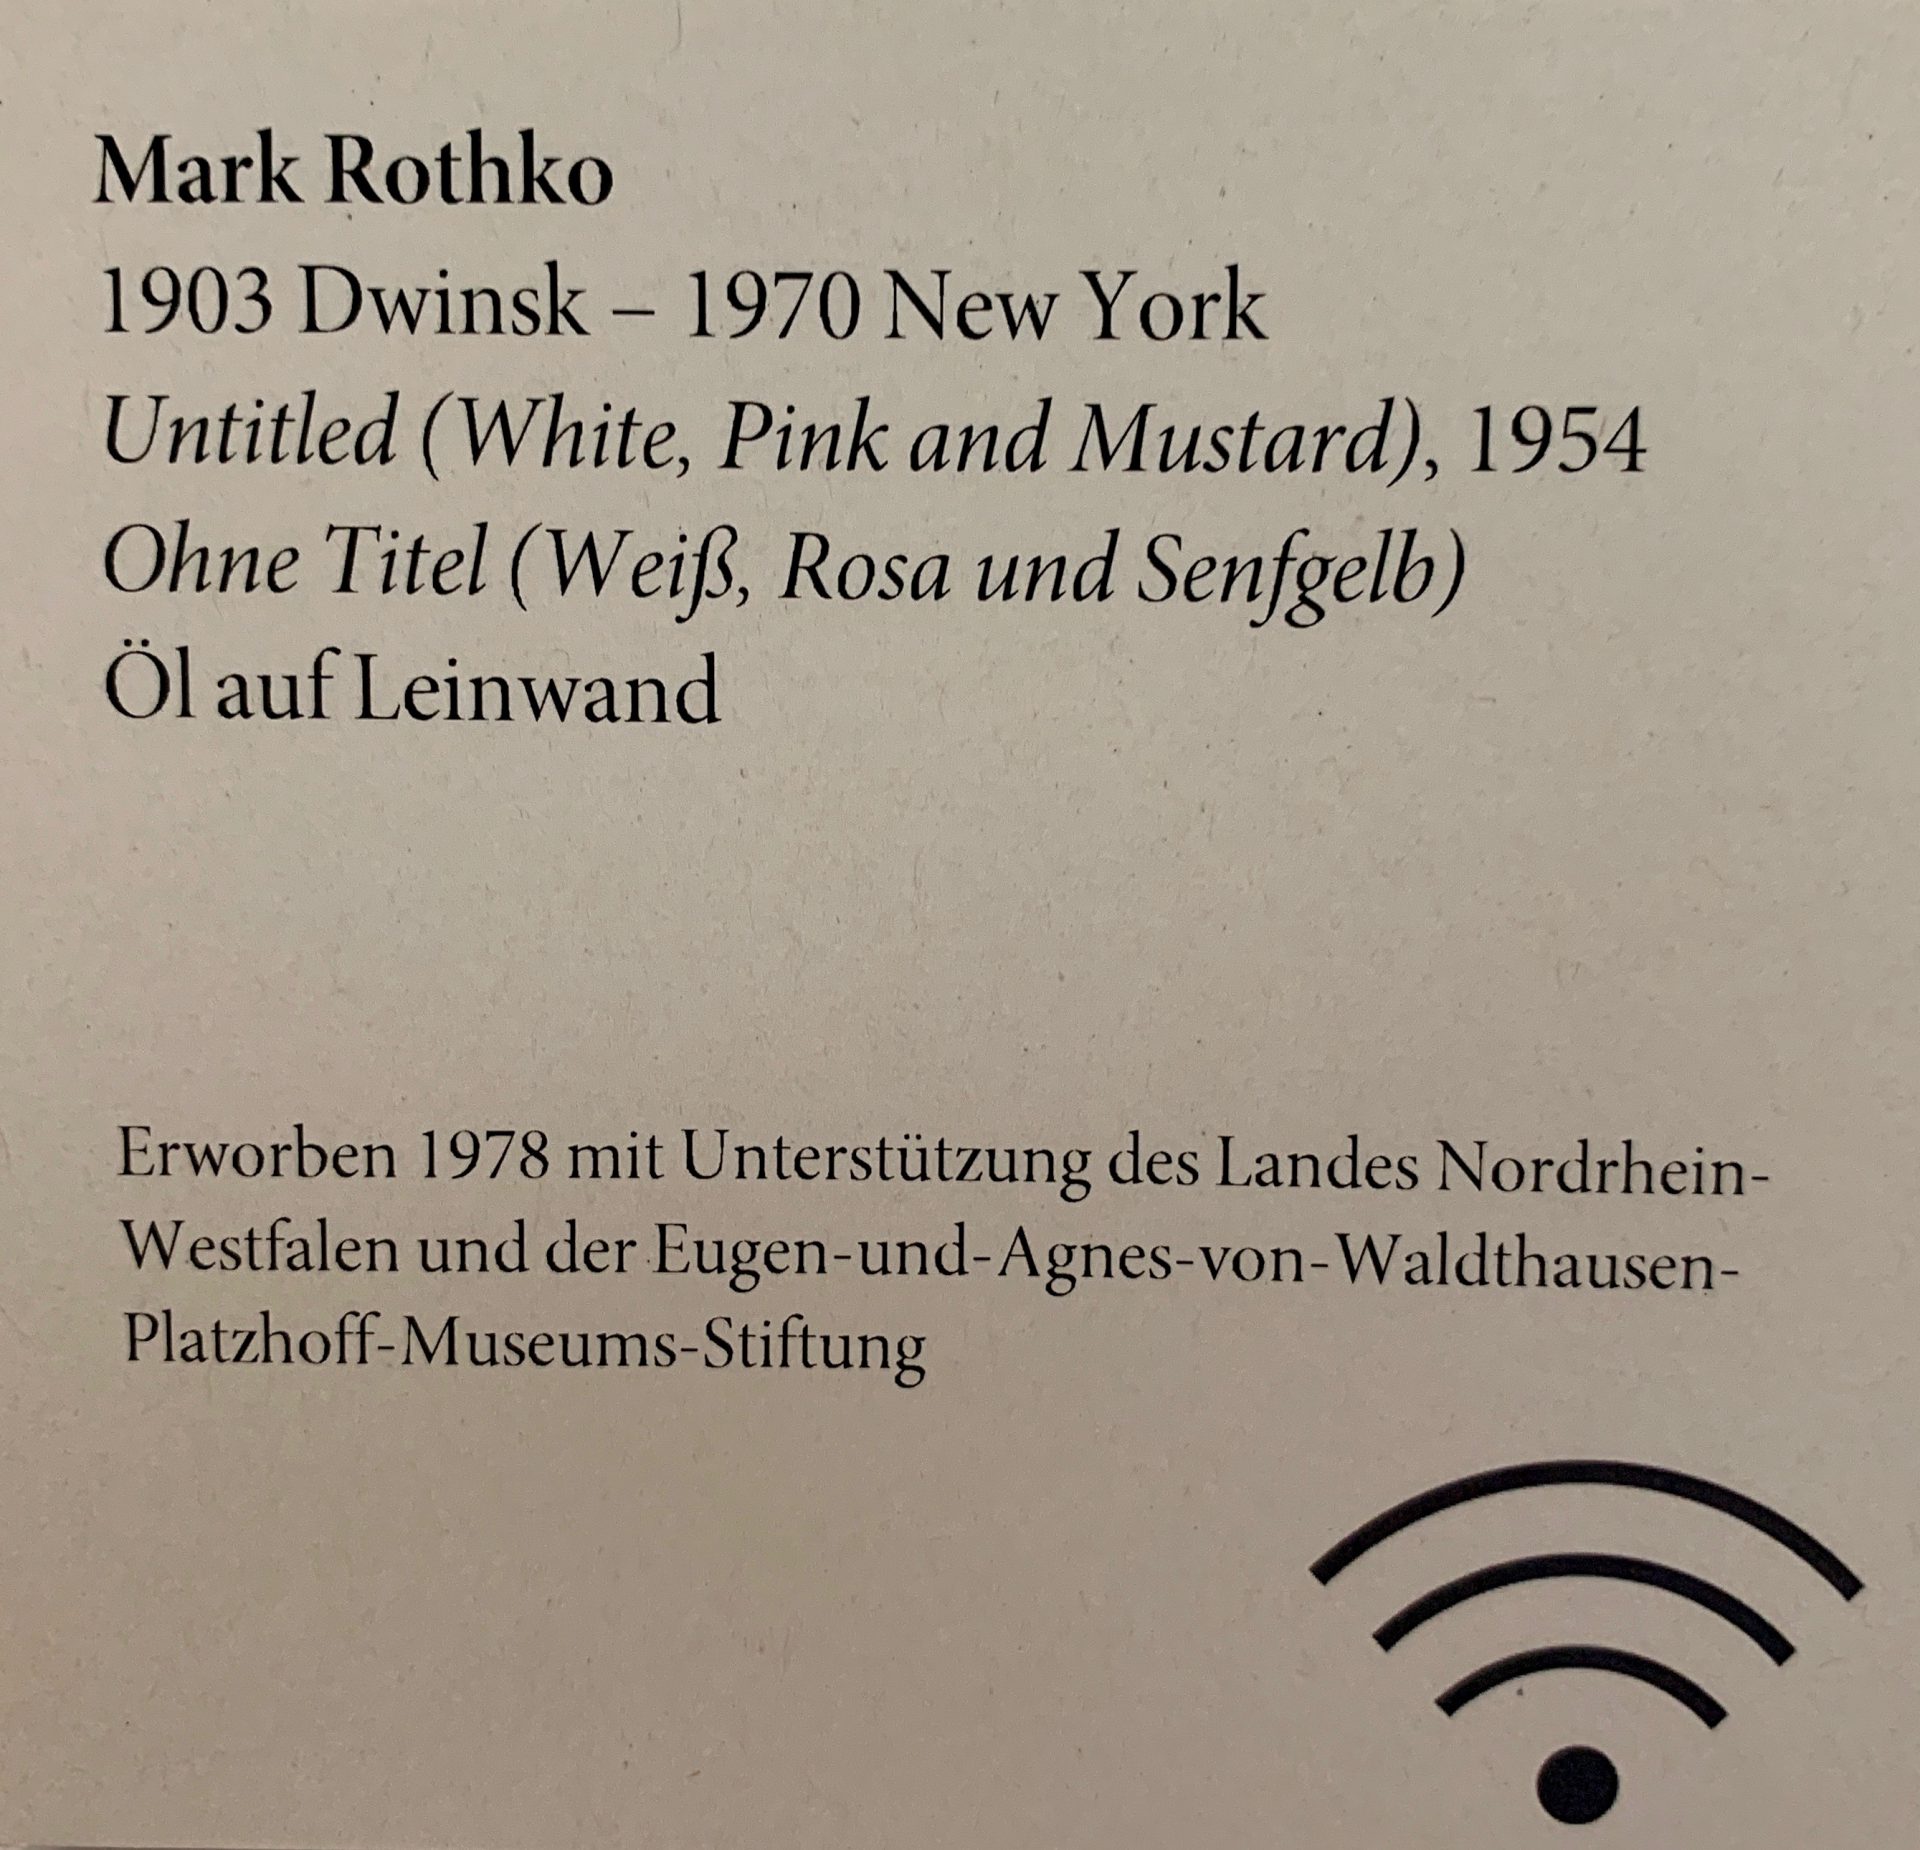 Mark Rothko
1903 Dwinsk – 1970 New York
Untitled (White, Pink and Mustard), 1954
Ohne Titel (Weiß, Rosa und Senfgelb)
Öl auf Leinwand
Erworben 1978 mit Unterstützung des Landes Nordrhein-
Westfalen und der Eugen-und-Agnes-von-Waldthausen-
Platzhoff-Museums-Stiftung